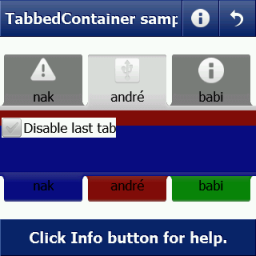 TabbedContainer samp
nak andré babi
Disable last tab
nak andré babi
Click Info button for help.